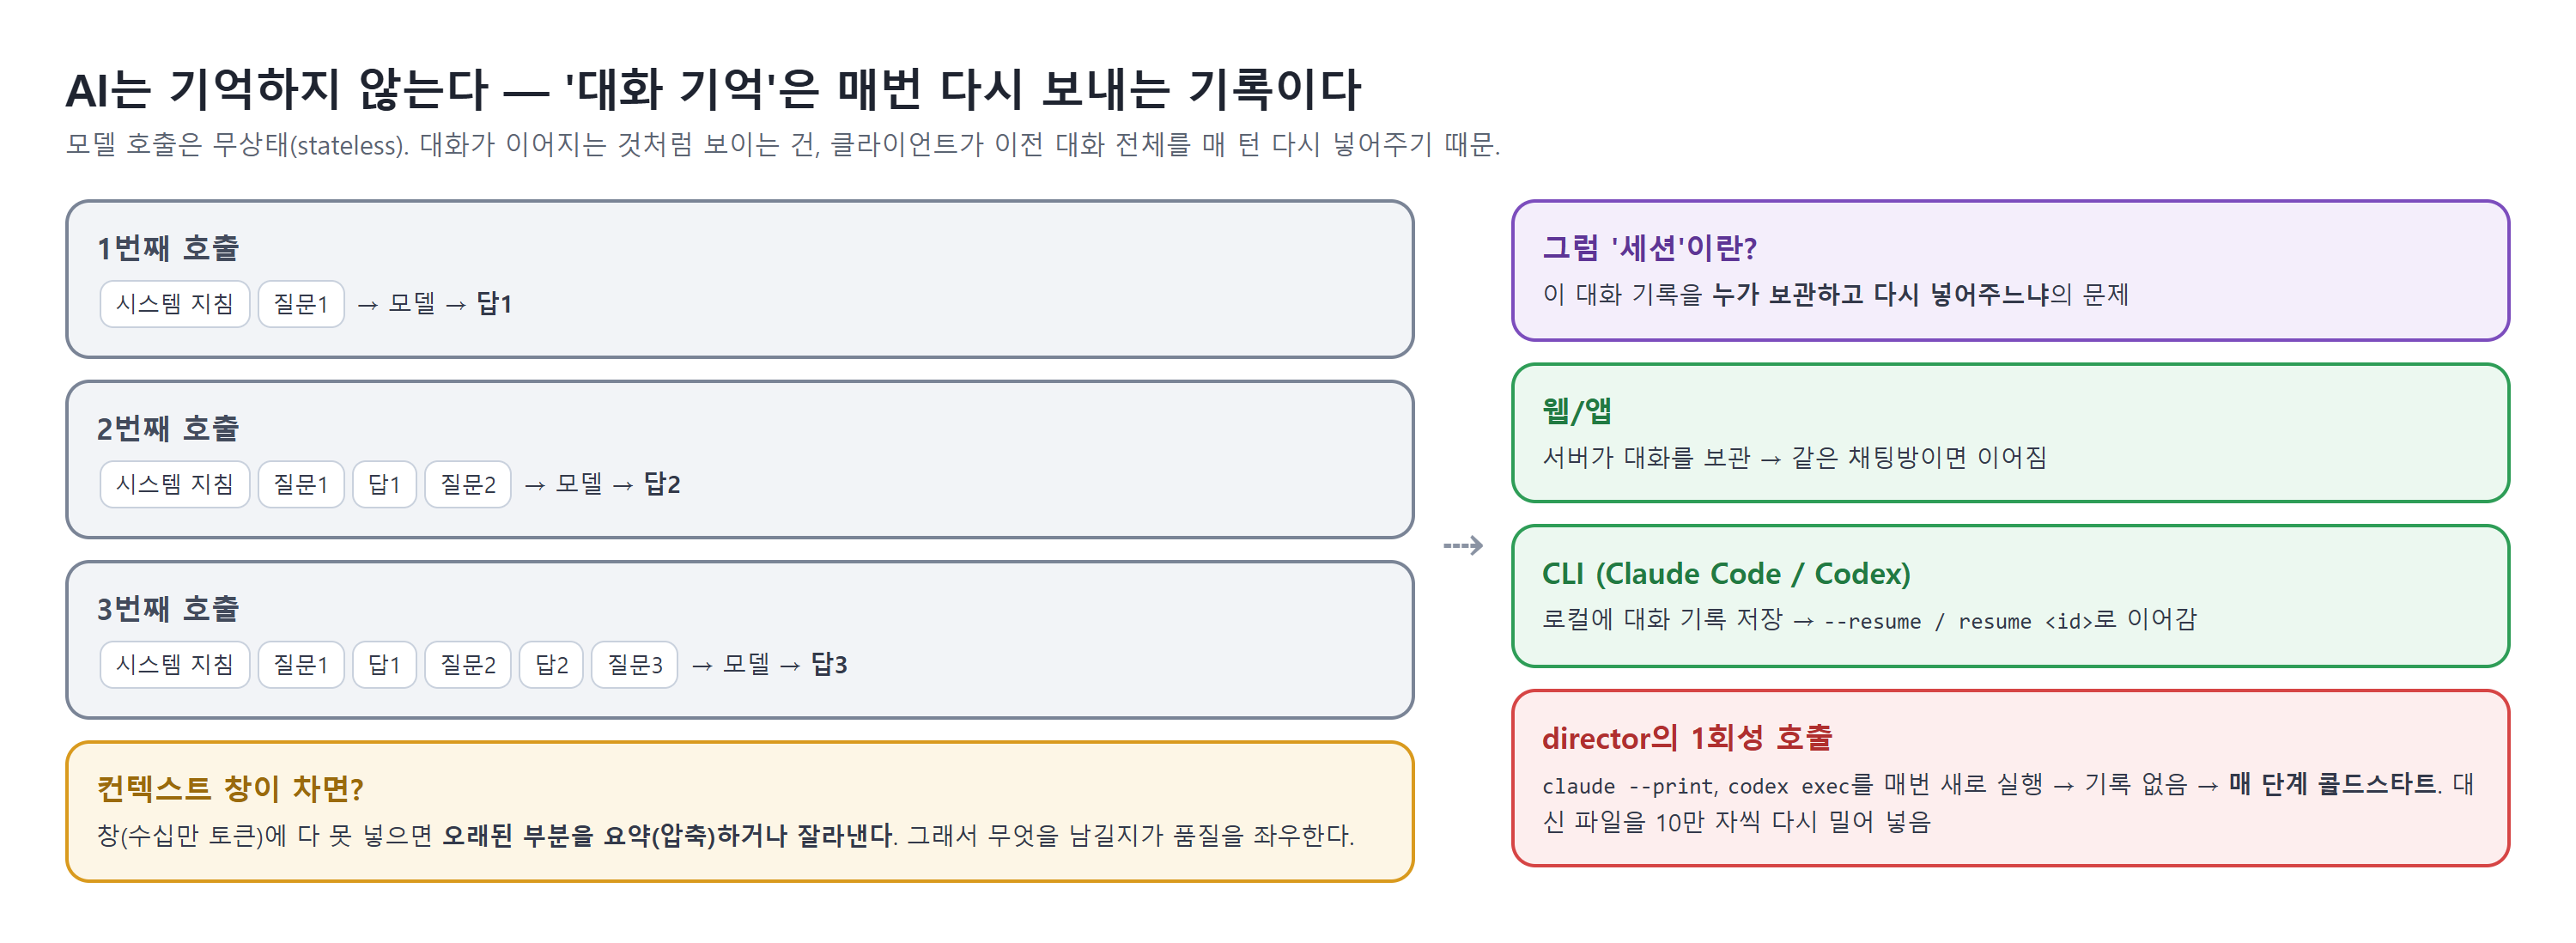 AI는 기억하지 않는다 — '대화 기억'은 매번 다시 보내는 기록이다
모델 호출은 무상태(stateless). 대화가 이어지는 것처럼 보이는 건, 클라이언트가 이전 대화 전체를 매 턴 다시 넣어주기 때문.
1번째 호출
시스템 지침 질문1 → 모델 → 답1
2번째 호출
시스템 지침 질문1 답1 질문2 → 모델 → 답2
3번째 호출
시스템 지침 질문1 답1 질문2 답2 질문3 → 모델 → 답3
컨텍스트 창이 차면?
창(수십만 토큰)에 다 못 넣으면 오래된 부분을 요약(압축)하거나 잘라낸다. 그래서 무엇을 남길지가 품질을 좌우한다.
⇢
그럼 '세션'이란?
이 대화 기록을 누가 보관하고 다시 넣어주느냐의 문제
웹/앱
서버가 대화를 보관 → 같은 채팅방이면 이어짐
CLI (Claude Code / Codex)
로컬에 대화 기록 저장 → --resume / resume <id>로 이어감
director의 1회성 호출
claude --print, codex exec를 매번 새로 실행 → 기록 없음 → 매 단계 콜드스타트. 대
신 파일을 10만 자씩 다시 밀어 넣음